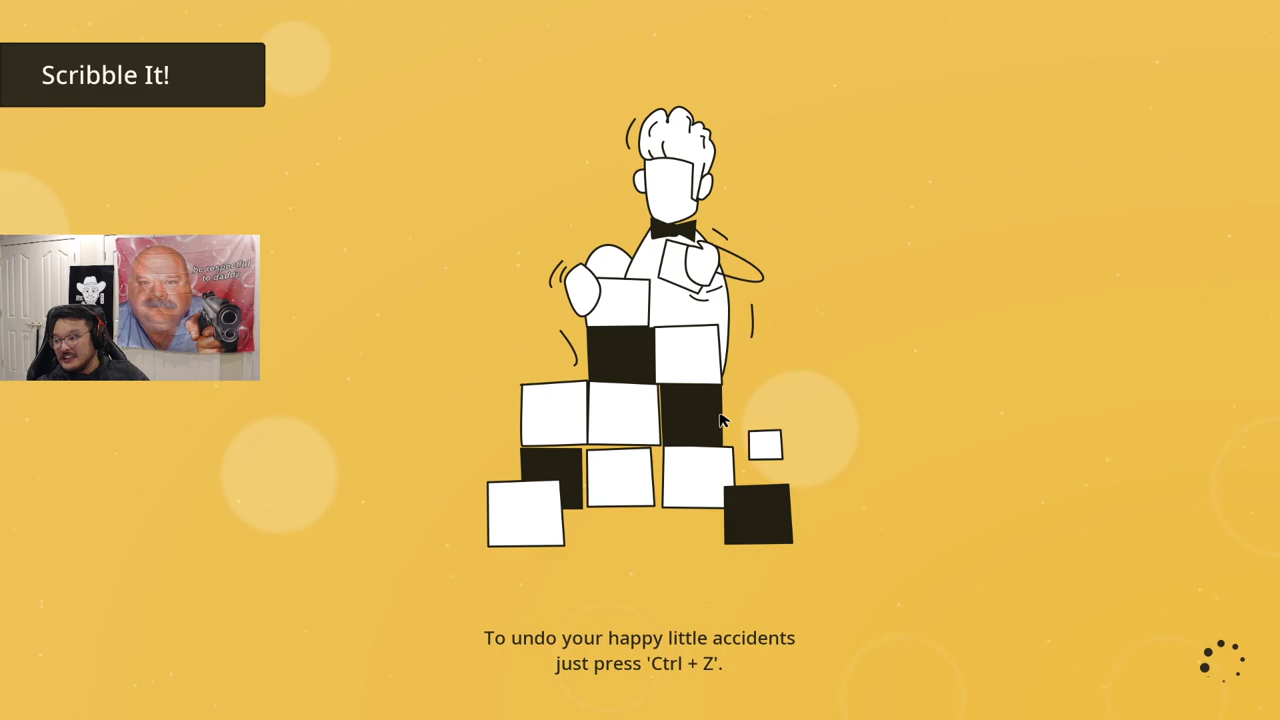 Scribble It!
be respectful
to daddy
To undo your happy little accidents
just press 'Ctrl + Z'.